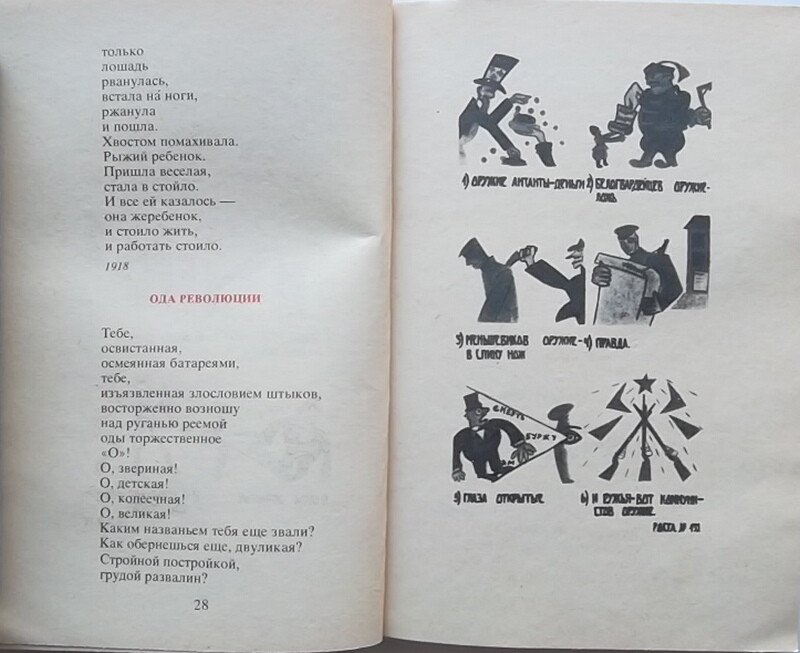 только
лошадь
рванулась,
встала на́ ноги,
ржанула
и пошла.
Хвостом помахивала.
Рыжий ребенок.
Пришла веселая,
стала в стойло.
И все ей казалось —
она жеребенок,
и стоило жить,
и работать стоило.
1918
ОДА РЕВОЛЮЦИИ
Тебе,
освистанная,
осмеянная батареями,
тебе,
изъязвленная злословием штыков,
восторженно возношу
над руганью реемой
оды торжественное
«О»!
О, звериная!
О, детская!
О, копеечная!
О, великая!
Каким названьем тебя еще звали?
Как обернешься еще, двуликая?
Стройной постройкой,
грудой развалин?
28
1) ОРУЖИЕ АНТАНТЫ-ДЕНЬГИ
2) БЕЛОГВАРДЕЙЦЕВ ОРУЖИЕ-
ЛОЖЬ
3) МЕНЬШЕВИКОВ ОРУЖИЕ-
В СПИНУ НОЖ
4) ПРАВДА.
СМЕРТЬ
БУРЖУ
5) ГЛАЗА ОТКРЫТЫЕ
6) И РУЖЬЯ-ВОТ КОММУНИ-
СТОВ ОРУЖИЕ.
РОСТА №